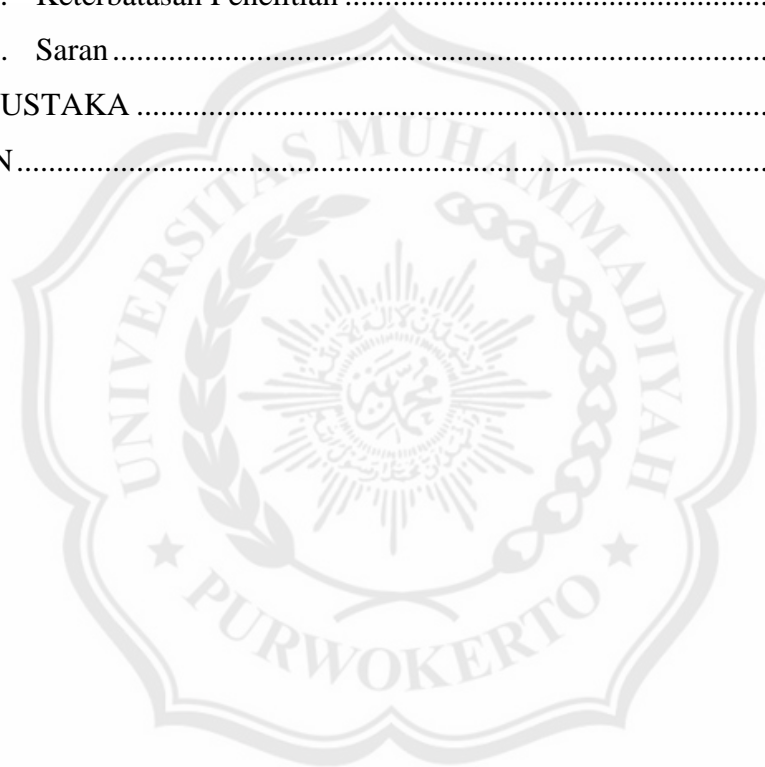 . Keterbatasan Penelitian
. Saran
USTAKA
N
UNIVERSITAS MUHAMMADIYAH
PURWOKERTO